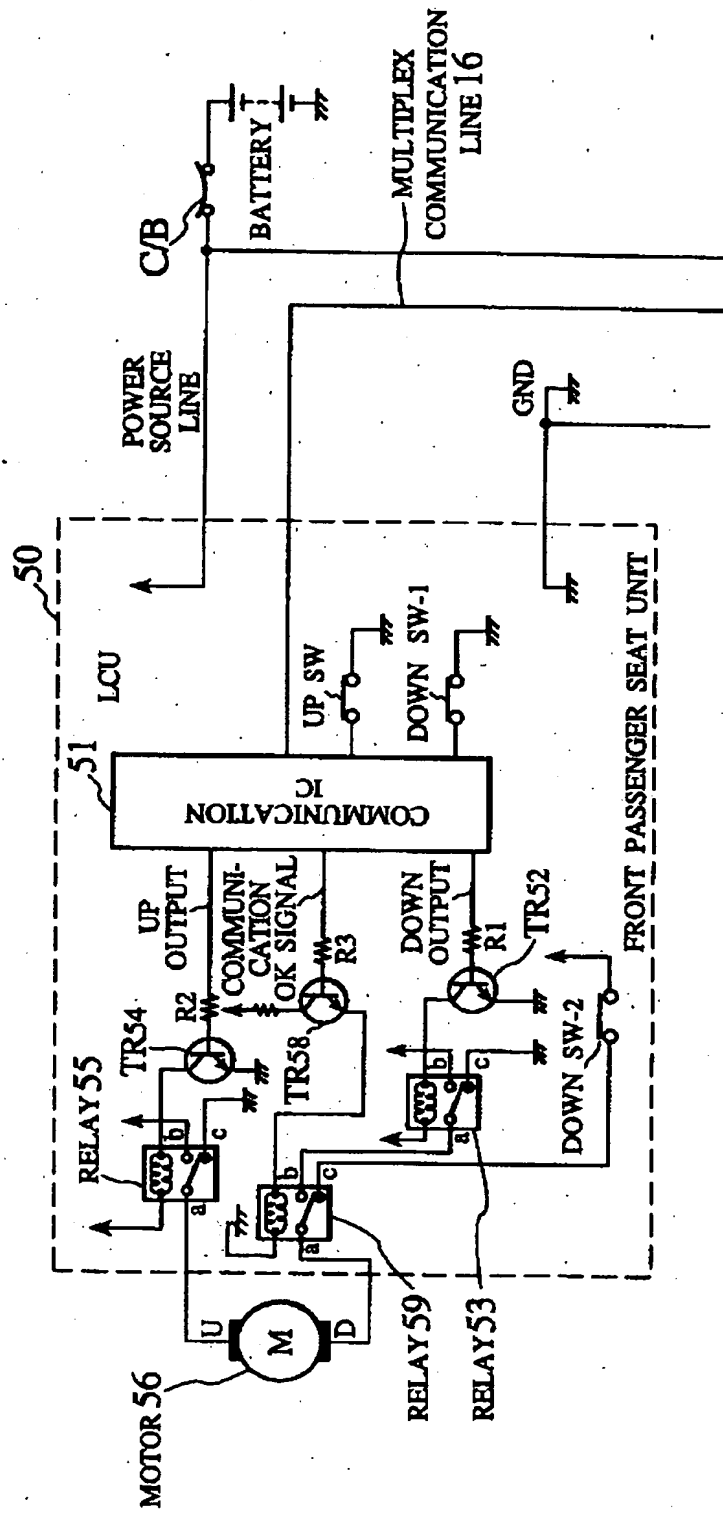 50
LCU
51
COMMUNICATION
IC
UP
OUTPUT
COMMUNI-
CATION
OK SIGNAL
DOWN
OUTPUT
R2
R3
R1
TR54
TR58
TR52
RELAY 55
RELAY 59
RELAY 53
a
b
c
a
b
c
a
b
c
MOTOR 56
U
M
D
UP SW
DOWN SW-1
DOWN SW-2
FRONT PASSENGER SEAT UNIT
POWER
SOURCE
LINE
C/B
BATTERY
MULTIPLEX
COMMUNICATION
LINE 16
GND